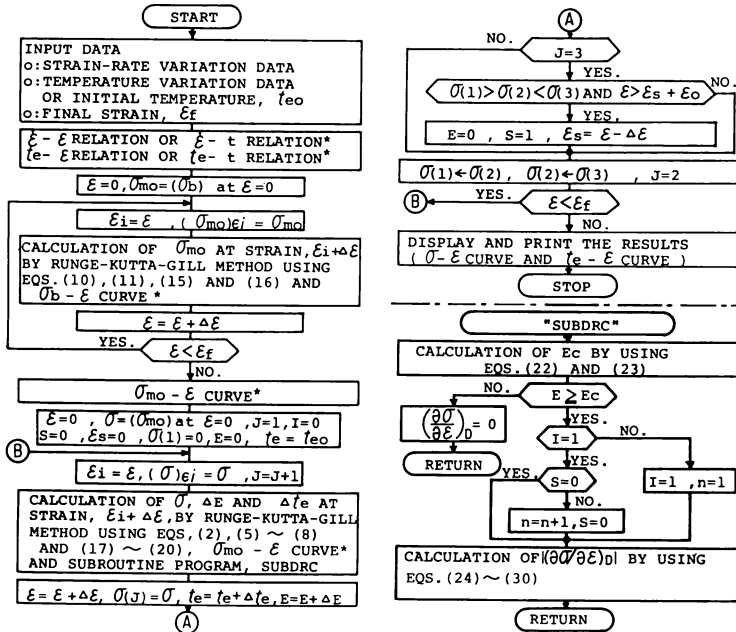 START
INPUT DATA
o:STRAIN-RATE VARIATION DATA
o:TEMPERATURE VARIATION DATA
OR INITIAL TEMPERATURE, teo
o:FINAL STRAIN, εf
ε̇-ε RELATION OR ε̇-t RELATION*
te-ε RELATION OR te-t RELATION*
ε=0,σmo=(σb) at ε=0
εi=ε ,(σmo)εi = σmo
CALCULATION OF σmo AT STRAIN,εi+Δε
BY RUNGE-KUTTA-GILL METHOD USING
EQS.(10),(11),(15) AND (16) AND
σb-ε CURVE*
ε=ε+Δε
YES.
ε<εf
NO.
σmo-ε CURVE*
ε=0 , σ=(σmo)at ε=0 ,J=1,I=0
S=0 ,εs=0 ,σ(1)=0,E=0, te=teo
B
εi=ε,(σ)εi=σ ,J=J+1
CALCULATION OF σ, ΔE AND Δte AT
STRAIN, εi+Δε,BY RUNGE-KUTTA-GILL
METHOD USING EQS,(2),(5) ~ (8)
AND (17) ~ (20), σmo-ε CURVE*
AND SUBROUTINE PROGRAM, SUBDRC
ε=ε+Δε, σ(J)=σ, te=te+Δte,E=E+ΔE
A
A
NO.
J=3
YES.
σ(1)>σ(2)<σ(3)AND ε>εs+εo
NO.
YES.
E=0 , S=1 ,εs=ε-Δε
σ(1)←σ(2), σ(2)←σ(3) , J=2
YES.
B
ε<εf
NO.
DISPLAY AND PRINT THE RESULTS
(σ-ε CURVE AND te-ε CURVE)
STOP
"SUBDRC"
CALCULATION OF Ec BY USING
EQS.(22) AND (23)
NO.
E≥Ec
YES.
(∂σ/∂ε)D=0
RETURN
I=1
NO.
YES.
YES.
S=0
I=1 ,n=1
NO.
n=n+1,S=0
CALCULATION OF|(∂σ/∂ε)D| BY USING
EQS.(24)~(30)
RETURN